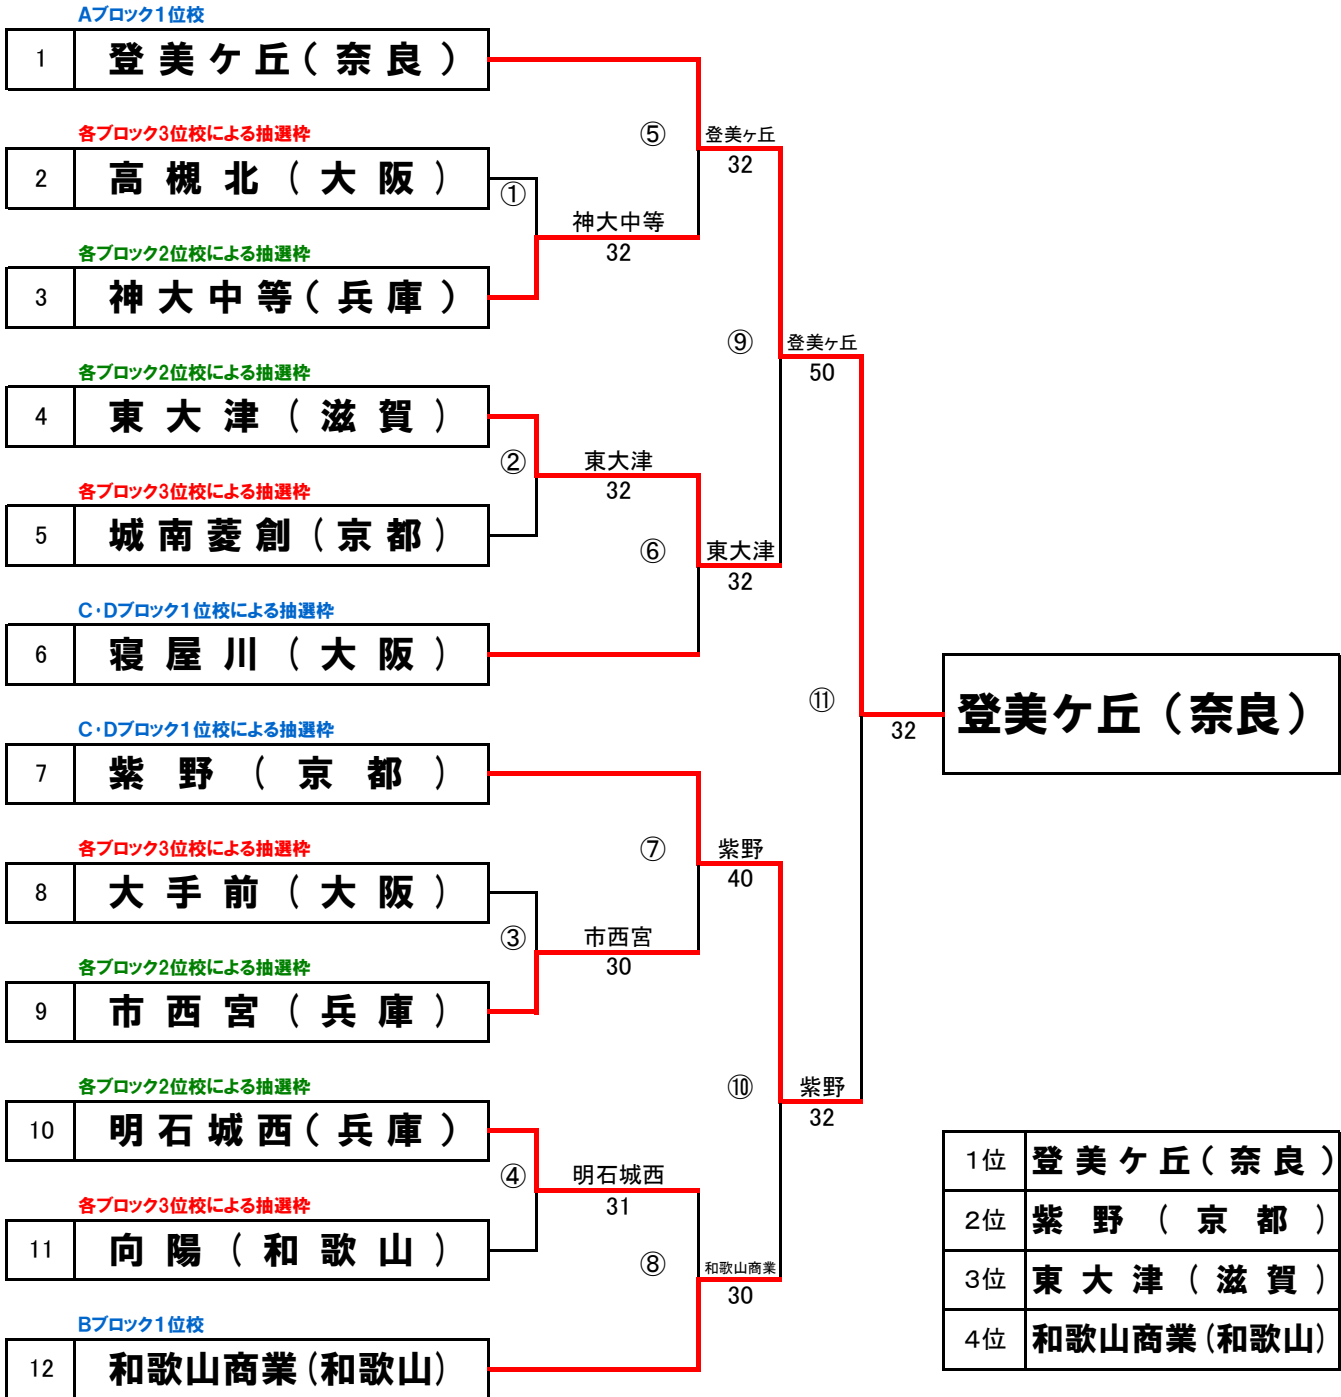 Aブロック1位校
1 登美ケ丘(奈良)
各ブロック3位校による抽選枠
2 高槻北(大阪)
各ブロック2位校による抽選枠
3 神大中等(兵庫)
各ブロック2位校による抽選枠
4 東大津(滋賀)
各ブロック3位校による抽選枠
5 城南菱創(京都)
C・Dブロック1位校による抽選枠
6 寝屋川(大阪)
C・Dブロック1位校による抽選枠
7 紫野(京都)
各ブロック3位校による抽選枠
8 大手前(大阪)
各ブロック2位校による抽選枠
9 市西宮(兵庫)
各ブロック2位校による抽選枠
10 明石城西(兵庫)
各ブロック3位校による抽選枠
11 向陽(和歌山)
Bブロック1位校
12 和歌山商業(和歌山)
①
神大中等
32
②
東大津
32
③
市西宮
30
④
明石城西
31
⑤
登美ヶ丘
32
⑥
東大津
32
⑦
紫野
40
⑧
和歌山商業
30
⑨
登美ヶ丘
50
⑩
紫野
32
⑪
32
登美ケ丘(奈良)
1位 登美ケ丘(奈良)
2位 紫野(京都)
3位 東大津(滋賀)
4位 和歌山商業(和歌山)